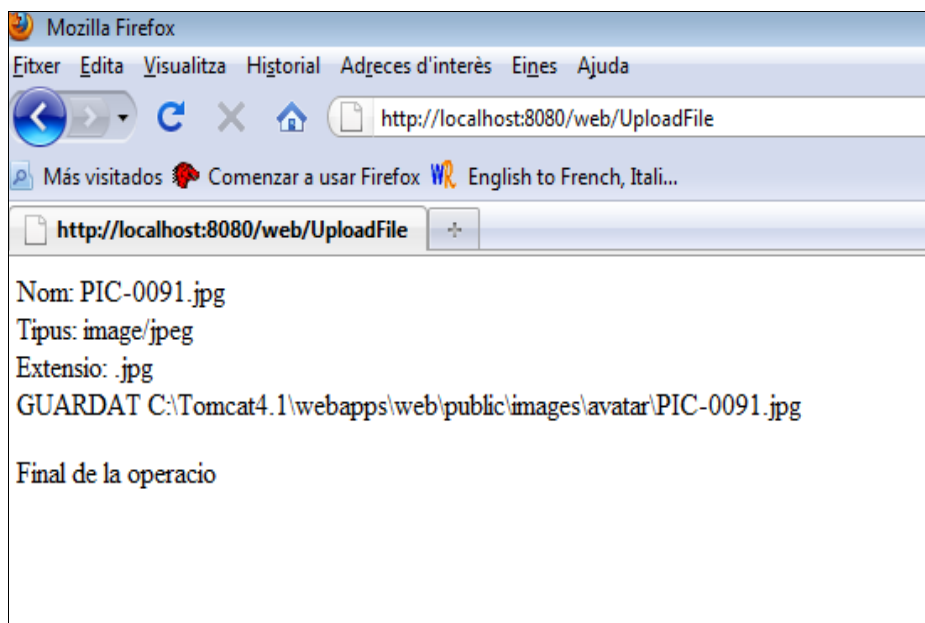 Mozilla Firefox
Fitxer Edita Visualitza Historial Adreces d'interès Eines Ajuda
http://localhost:8080/web/UploadFile
Más visitados Comenzar a usar Firefox WR English to French, Itali...
http://localhost:8080/web/UploadFile
Nom: PIC-0091.jpg
Tipus: image/jpeg
Extensio: .jpg
GUARDAT C:\Tomcat4.1\webapps\web\public\images\avatar\PIC-0091.jpg
Final de la operacio